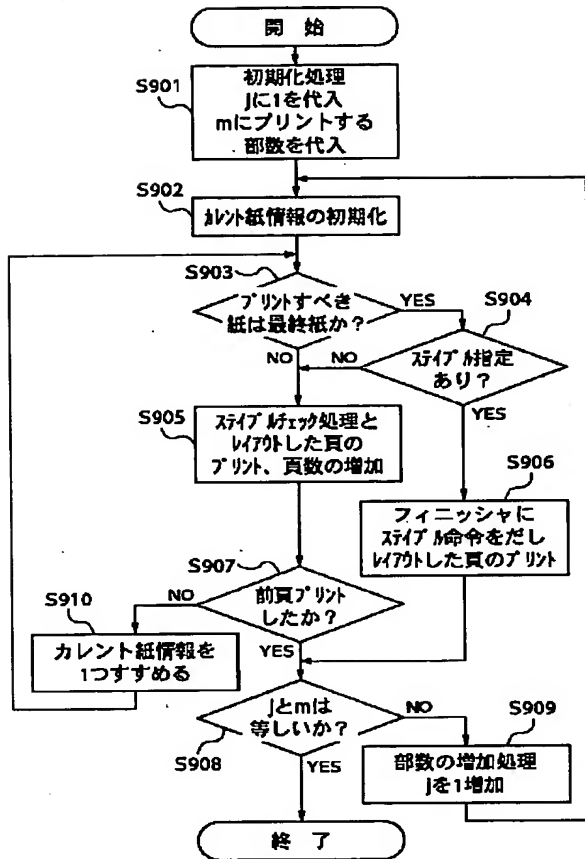 開 始
S901
初期化処理
Jに1を代入
mにプリントする
部数を代入
S902
カレント紙情報の初期化
S903
プリントすべき
紙は最終紙か?
YES
NO
S904
ステイプル指定
あり?
NO
YES
S905
ステイプルチェック処理と
レイアウトした頁の
プリント、頁数の増加
S906
フィニッシャに
ステイプル命令をだし
レイアウトした頁のプリント
S907
前頁プリント
したか?
NO
YES
S910
カレント紙情報を
1つすすめる
Jとmは
等しいか?
NO
S908
YES
S909
部数の増加処理
Jを1増加
終 了